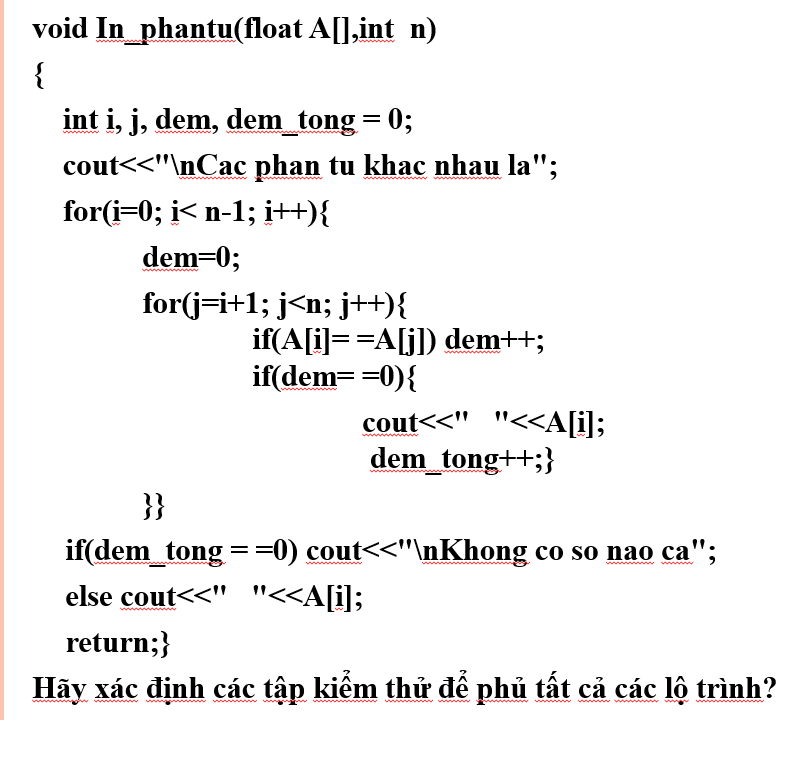 void In_phantu(float A[],int  n)
{
int i, j, dem, dem_tong = 0;
cout<<"\nCac phan tu khac nhau la";
for(i=0; i< n-1; i++){
dem=0;
for(j=i+1; j<n; j++){
if(A[i]= =A[j]) dem++;
if(dem= =0){
cout<<"   "<<A[i];
dem_tong++;}
}}
if(dem_tong = =0) cout<<"\nKhong co so nao ca";
else cout<<"   "<<A[i];
return;}
Hãy xác định các tập kiểm thử để phủ tất cả các lộ trình?